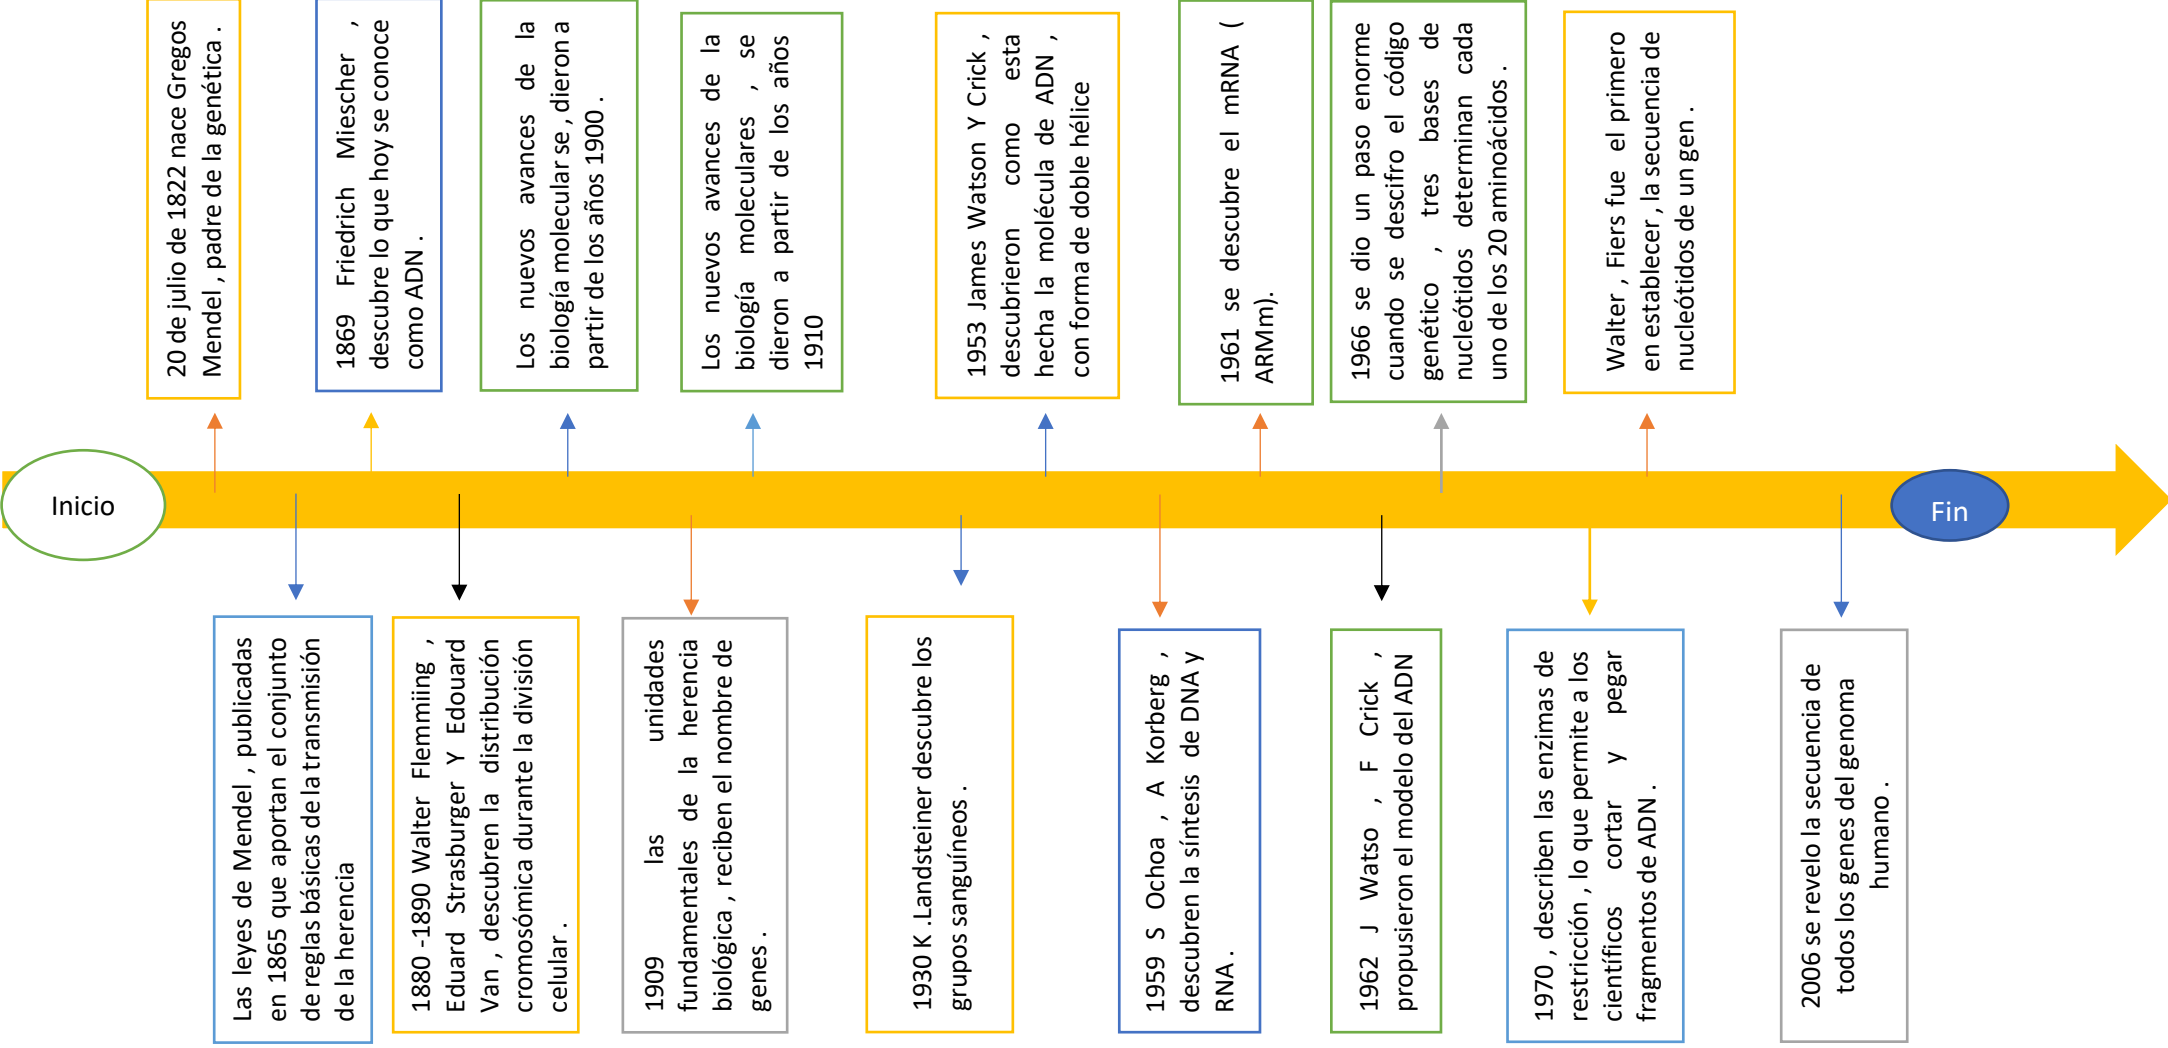 20 de julio de 1822 nace Gregos
Mendel , padre de la genética .
1869 Friedrich Miescher ,
descubre lo que hoy se conoce
como ADN .
Los nuevos avances de la
biología molecular se , dieron a
partir de los años 1900 .
Los nuevos avances de la
biología moleculares , se
dieron a partir de los años
1910
1953 James Watson Y Crick ,
descubrieron como esta
hecha la molécula de ADN ,
con forma de doble hélice
1961 se descubre el mRNA (
ARMm).
1966 se dio un paso enorme
cuando se descifro el código
genético , tres bases de
nucleótidos determinan cada
uno de los 20 aminoácidos .
Walter , Fiers fue el primero
en establecer , la secuencia de
nucleótidos de un gen .
Inicio
Fin
Las leyes de Mendel , publicadas
en 1865 que aportan el conjunto
de reglas básicas de la transmisión
de la herencia
1880 -1890 Walter Flemmiing ,
Eduard Strasburger Y Edouard
Van , descubren la distribución
cromosómica durante la división
celular .
1909 las unidades
fundamentales de la herencia
biológica , reciben el nombre de
genes .
1930 K .Landsteiner descubre los
grupos sanguíneos .
1959 S Ochoa , A Korberg ,
descubren la síntesis de DNA y
RNA .
1962 J Watso , F Crick ,
propusieron el modelo del ADN
1970 , describen las enzimas de
restricción , lo que permite a los
científicos cortar y pegar
fragmentos de ADN .
2006 se revelo la secuencia de
todos los genes del genoma
humano .